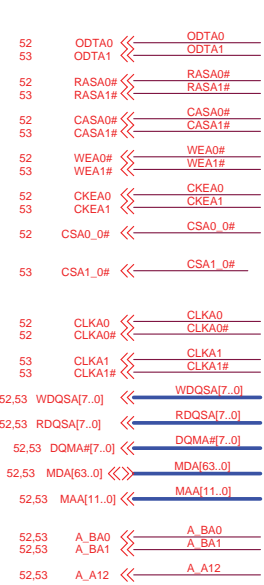 52 ODTA0 ODTA0
53 ODTA1 ODTA1
52 RASA0# RASA0#
53 RASA1# RASA1#
52 CASA0# CASA0#
53 CASA1# CASA1#
52 WEA0# WEA0#
53 WEA1# WEA1#
52 CKEA0 CKEA0
53 CKEA1 CKEA1
52 CSA0_0# CSA0_0#
53 CSA1_0# CSA1_0#
52 CLKA0 CLKA0
52 CLKA0# CLKA0#
53 CLKA1 CLKA1
53 CLKA1# CLKA1#
52,53 WDQSA[7..0] WDQSA[7..0]
52,53 RDQSA[7..0] RDQSA[7..0]
52,53 DQMA#[7..0] DQMA#[7..0]
52,53 MDA[63..0] MDA[63..0]
52,53 MAA[11..0] MAA[11..0]
52,53 A_BA0 A_BA0
52,53 A_BA1 A_BA1
52,53 A_A12 A_A12